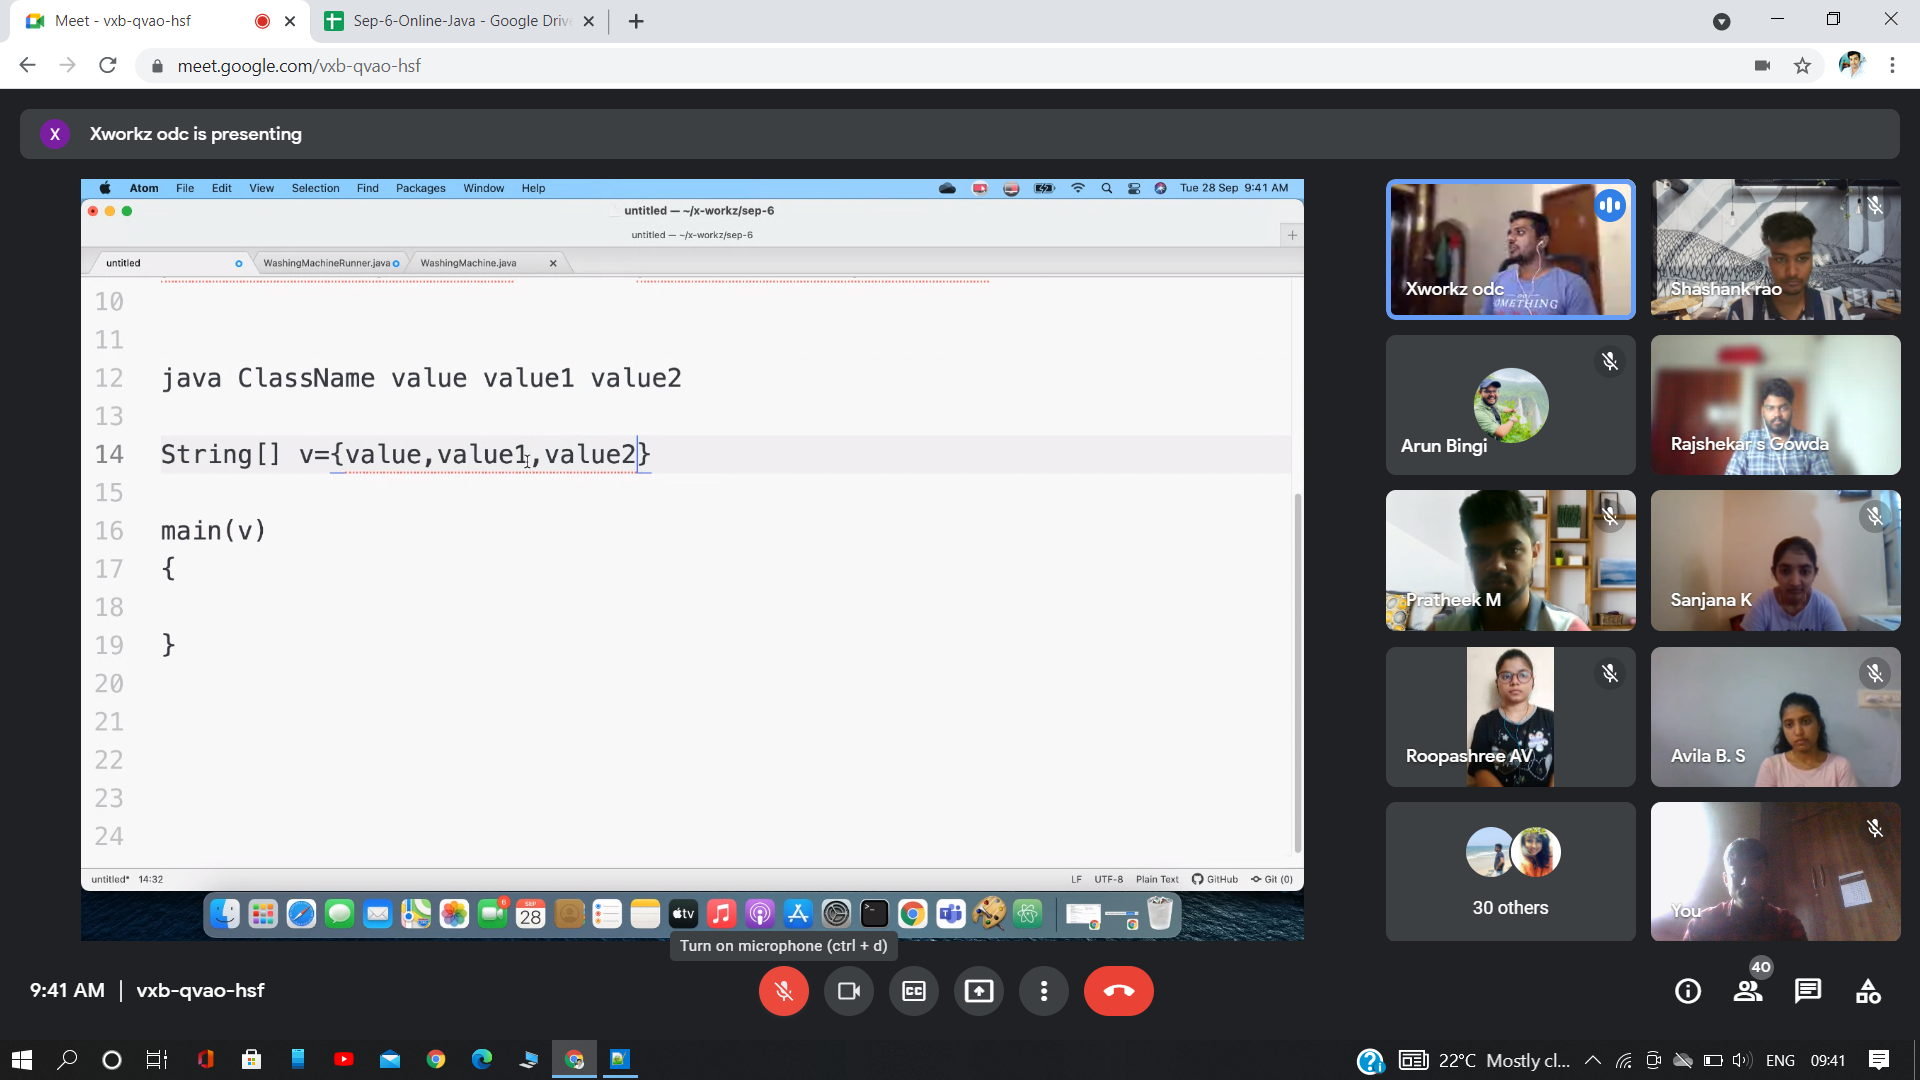 Meet - vxb-qvao-hsf
Sep-6-Online-Java - Google Driv
meet.google.com/vxb-qvao-hsf
X
Xworkz odc is presenting
Atom File Edit View Selection Find Packages Window Help
Tue 28 Sep 9:41 AM
untitled — ~/x-workz/sep-6
untitled — ~/x-workz/sep-6
untitled
WashingMachineRunner.java
WashingMachine.java
10
11
12 java ClassName value value1 value2
13
14 String[] v={value,value1,value2}
15
16 main(v)
17 {
18
19 }
20
21
22
23
24
untitled* 14:32
LF UTF-8 Plain Text GitHub Git (0)
6
SEP
28
tv
Turn on microphone (ctrl + d)
Xworkz odc
OMETHING
Shashank rao
Arun Bingi
Rajshekar s Gowda
Pratheek M
Sanjana K
Roopashree AV
Avila B. S
30 others
You
9:41 AM | vxb-qvao-hsf
CC
40
22°C Mostly cl...
ENG 09:41